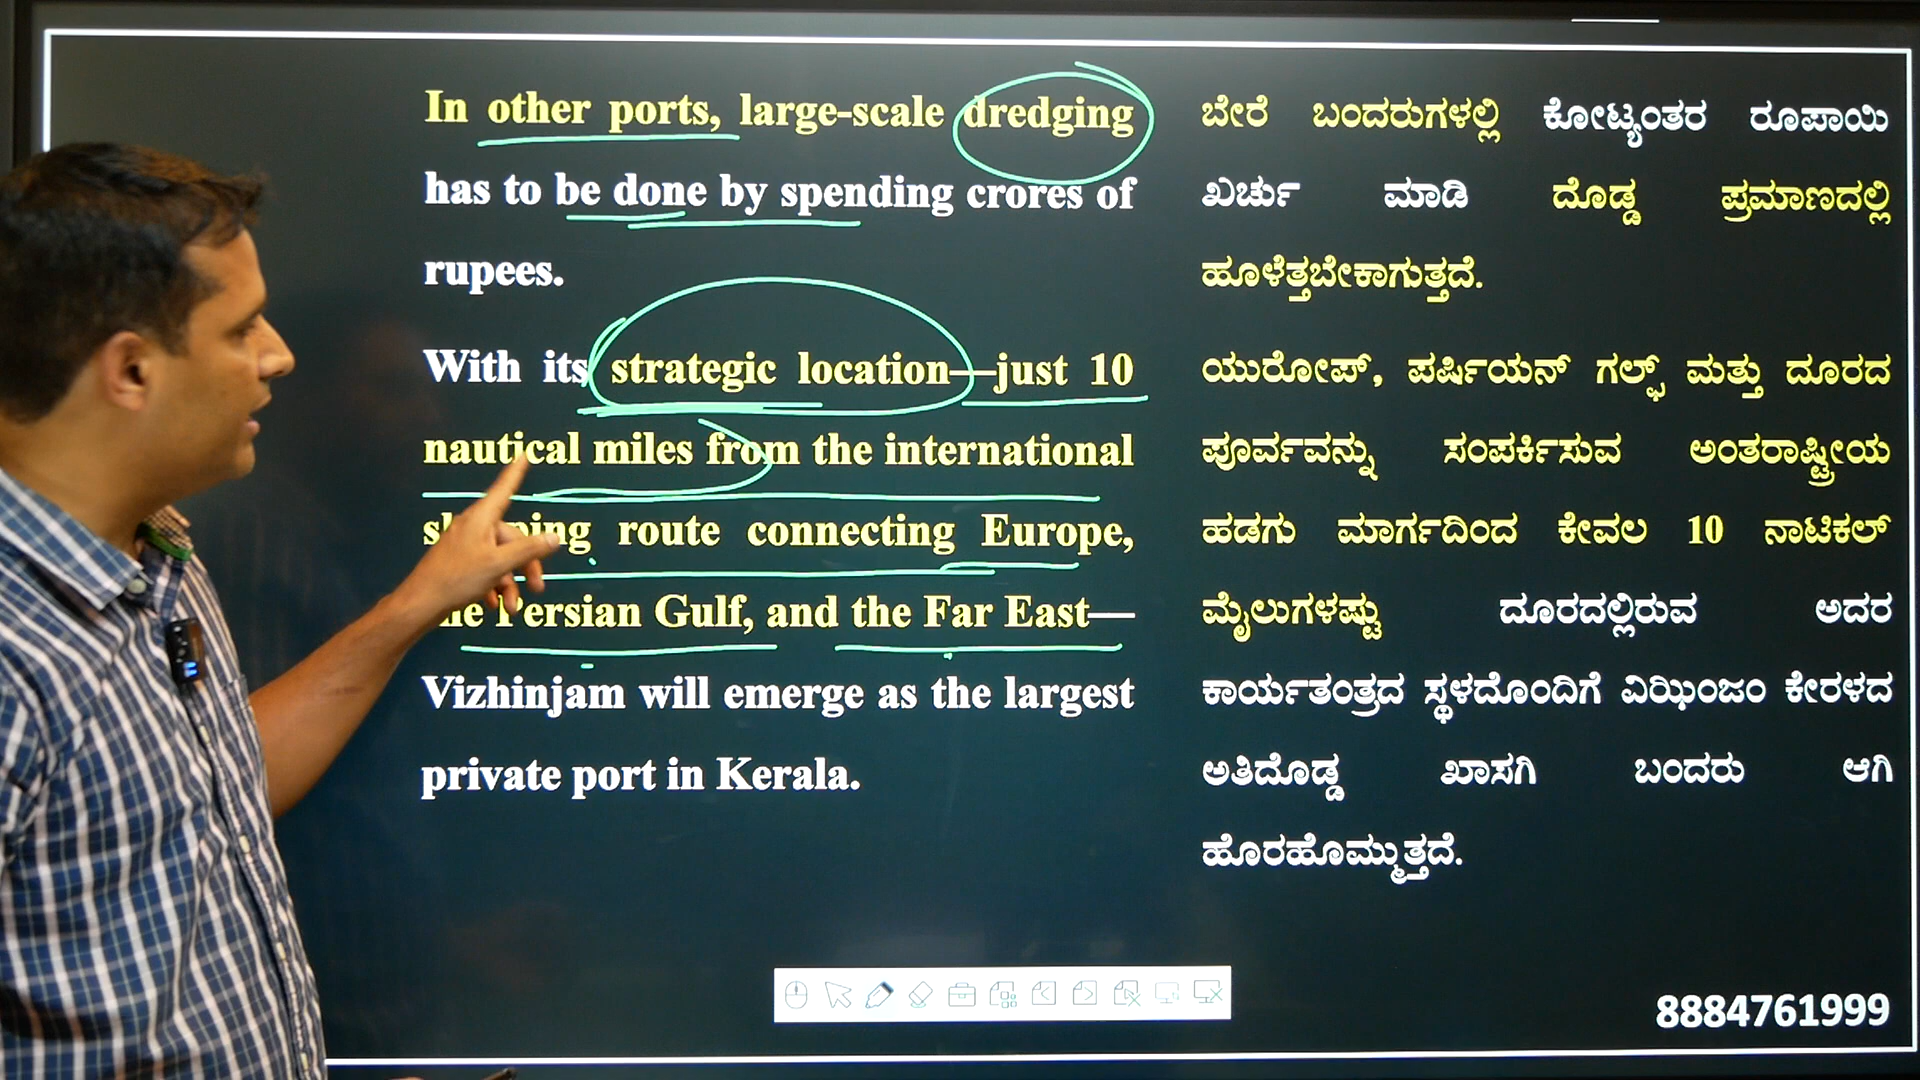 In other ports, large-scale dredging
has to be done by spending crores of
rupees.
With its strategic location—just 10
nautical miles from the international
shipping route connecting Europe,
the Persian Gulf, and the Far East—
Vizhinjam will emerge as the largest
private port in Kerala.
ಬೇರೆ ಬಂದರುಗಳಲ್ಲಿ ಕೋಟ್ಯಂತರ ರೂಪಾಯಿ
ಖರ್ಚು ಮಾಡಿ ದೊಡ್ಡ ಪ್ರಮಾಣದಲ್ಲಿ
ಹೂಳೆತ್ತಬೇಕಾಗುತ್ತದೆ.
ಯುರೋಪ್, ಪರ್ಷಿಯನ್ ಗಲ್ಫ್ ಮತ್ತು ದೂರದ
ಪೂರ್ವವನ್ನು ಸಂಪರ್ಕಿಸುವ ಅಂತರಾಷ್ಟ್ರೀಯ
ಹಡಗು ಮಾರ್ಗದಿಂದ ಕೇವಲ 10 ನಾಟಿಕಲ್
ಮೈಲುಗಳಷ್ಟು ದೂರದಲ್ಲಿರುವ ಅದರ
ಕಾರ್ಯತಂತ್ರದ ಸ್ಥಳದೊಂದಿಗೆ ವಿಝಿಂಜಂ ಕೇರಳದ
ಅತಿದೊಡ್ಡ ಖಾಸಗಿ ಬಂದರು ಆಗಿ
ಹೊರಹೊಮ್ಮುತ್ತದೆ.
8884761999